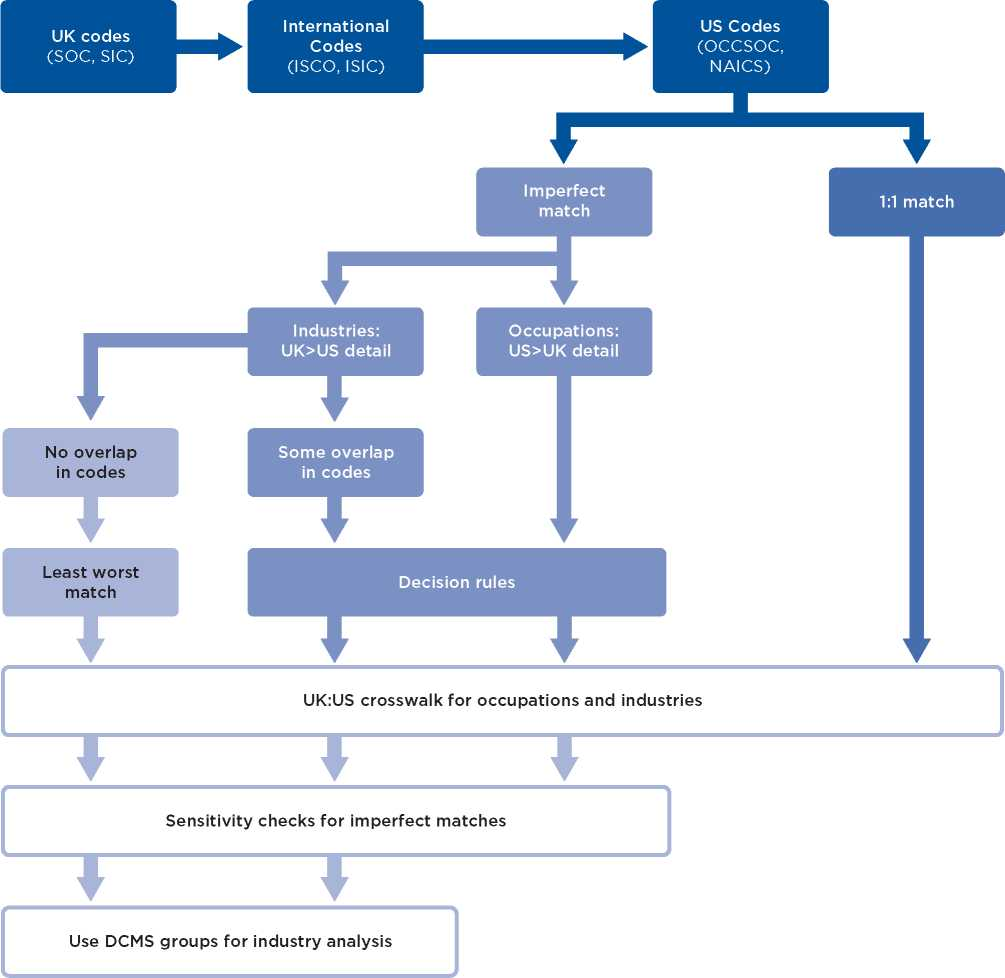 UK codes
(SOC, SIC)
International
Codes
(ISCO, ISIC)
US Codes
(OCCSOC,
NAICS)
Imperfect
match
1:1 match
Industries:
UK>US detail
Occupations:
US>UK detail
No overlap
in codes
Some overlap
in codes
Least worst
match
Decision rules
UK:US crosswalk for occupations and industries
Sensitivity checks for imperfect matches
Use DCMS groups for industry analysis